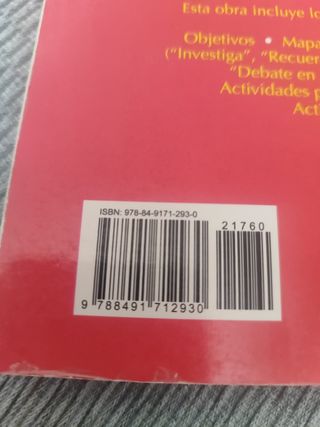 Esta obra incluye lo
Objetivos • Mapa
("Investiga", "Recuer
"Debate en
Actividades p
Acti
ISBN: 978-84-9171-293-0
21760
9 788491 712930